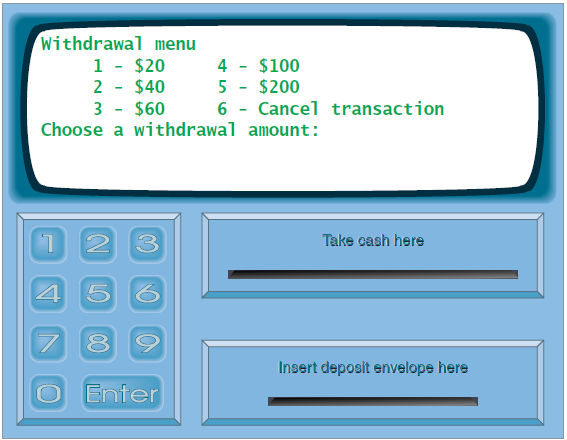 Withdrawal menu
1 - $20 4 - $100
2 - $40 5 - $200
3 - $60 6 - Cancel transaction
Choose a withdrawal amount:
1 2 3
Take cash here
4 5 6
7 8 9
Insert deposit envelope here
0 Enter